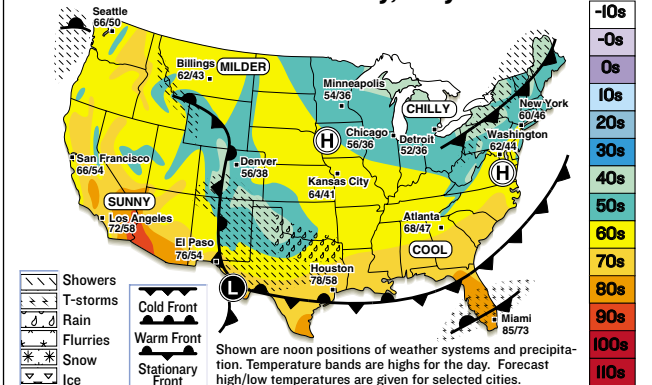 Seattle
66/50
Billings
62/43
MILDER
Minneapolis
54/36
CHILLY
New York
60/46
Chicago
56/36
Detroit
52/36
Washington
62/44
H
H
San Francisco
66/54
Denver
56/38
Kansas City
64/41
SUNNY
Los Angeles
72/58
Atlanta
68/47
COOL
El Paso
76/54
Houston
78/58
L
Miami
85/73
Showers
T-storms
Rain
Flurries
Snow
Ice
Cold Front
Warm Front
Stationary
Front
Shown are noon positions of weather systems and precipita-
tion. Temperature bands are highs for the day. Forecast
high/low temperatures are given for selected cities.
-10s
-0s
0s
10s
20s
30s
40s
50s
60s
70s
80s
90s
100s
110s